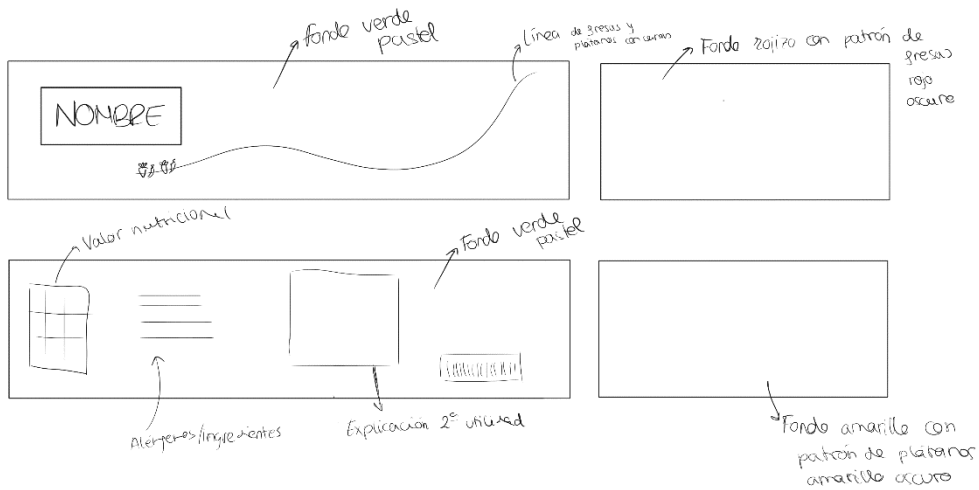 Fondo verde
pastel
Línea de fresas y
plátanos con curvas
Fondo rojizo con patrón de
fresas
rojo
oscuro
NOMBRE
Valor nutricional
Fondo verde
pastel
Alérgenos/Ingredientes
Explicación 2ª utilidad
Fondo amarillo con
patrón de plátanos
amarillo oscuro